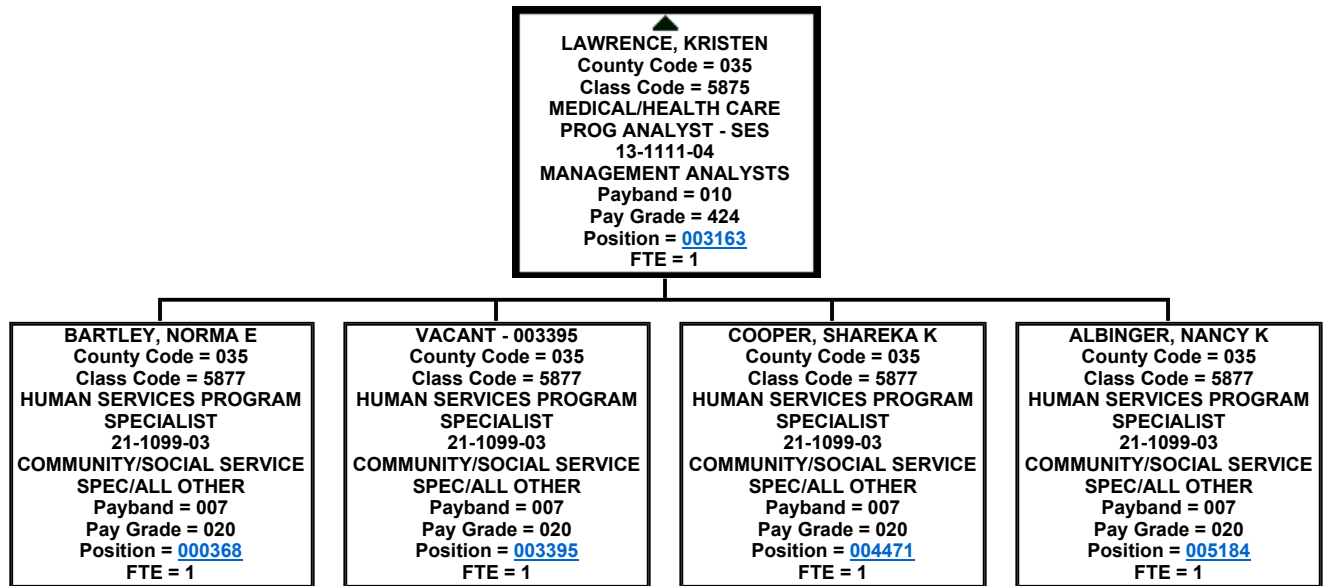 LAWRENCE, KRISTEN
County Code = 035
Class Code = 5875
MEDICAL/HEALTH CARE
PROG ANALYST - SES
13-1111-04
MANAGEMENT ANALYSTS
Payband = 010
Pay Grade = 424
Position = 003163
FTE = 1
BARTLEY, NORMA E
County Code = 035
Class Code = 5877
HUMAN SERVICES PROGRAM
SPECIALIST
21-1099-03
COMMUNITY/SOCIAL SERVICE
SPEC/ALL OTHER
Payband = 007
Pay Grade = 020
Position = 000368
FTE = 1
VACANT - 003395
County Code = 035
Class Code = 5877
HUMAN SERVICES PROGRAM
SPECIALIST
21-1099-03
COMMUNITY/SOCIAL SERVICE
SPEC/ALL OTHER
Payband = 007
Pay Grade = 020
Position = 003395
FTE = 1
COOPER, SHAREKA K
County Code = 035
Class Code = 5877
HUMAN SERVICES PROGRAM
SPECIALIST
21-1099-03
COMMUNITY/SOCIAL SERVICE
SPEC/ALL OTHER
Payband = 007
Pay Grade = 020
Position = 004471
FTE = 1
ALBINGER, NANCY K
County Code = 035
Class Code = 5877
HUMAN SERVICES PROGRAM
SPECIALIST
21-1099-03
COMMUNITY/SOCIAL SERVICE
SPEC/ALL OTHER
Payband = 007
Pay Grade = 020
Position = 005184
FTE = 1